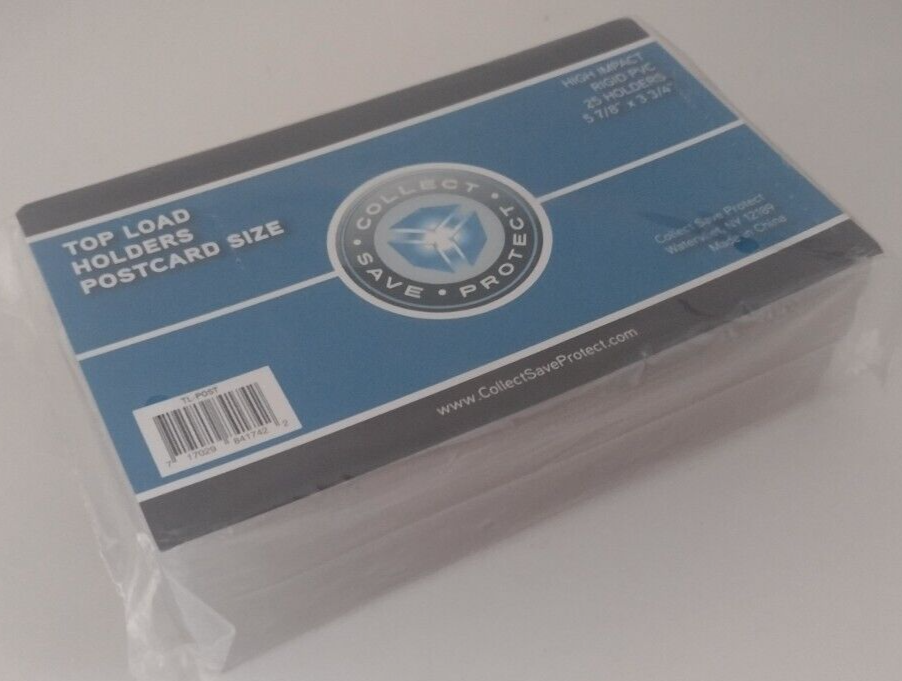 HIGH IMPACT
RIGID PVC
25 HOLDERS
5 7/8" x 3 3/4"
TOP LOAD
HOLDERS
POSTCARD SIZE
• COLLECT • PROTECT • SAVE
Collect Save Protect
Watervliet, NY 12189
Made in China
www.CollectSaveProtect.com
TL-POST
7 17029 841742 2